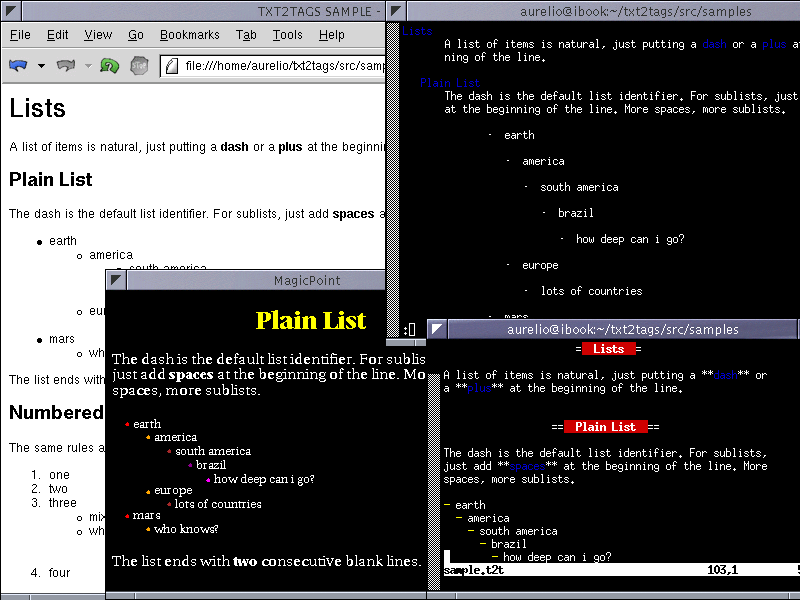 TXT2TAGS SAMPLE -
File Edit View Go Bookmarks Tab Tools Help
file:///home/aurelio/txt2tags/src/samp
Lists
A list of items is natural, just putting a dash or a plus at the beginnin
Plain List
The dash is the default list identifier. For sublists, just add spaces a
earth
america
south america
eur
mars
wh
The list ends with
Numbered
The same rules a
1. one
2. two
3. three
mix
wh
4. four
aurelio@ibook:~/txt2tags/src/samples
Lists
A list of items is natural, just putting a dash or a plus at
ning of the line.
Plain List
The dash is the default list identifier. For sublists, just
at the beginning of the line. More spaces, more sublists.
- earth
- america
- south america
- brazil
- how deep can i go?
- europe
- lots of countries
- mars
:
MagicPoint
Plain List
The dash is the default list identifier. For sublis
just add spaces at the beginning of the line. Mo
spaces, more sublists.
earth
america
south america
brazil
how deep can i go?
europe
lots of countries
mars
who knows?
The list ends with two consecutive blank lines.
aurelio@ibook:~/txt2tags/src/samples
= Lists =
A list of items is natural, just putting a **dash** or
a **plus** at the beginning of the line.
== Plain List ==
The dash is the default list identifier. For sublists,
just add **spaces** at the beginning of the line. More
spaces, more sublists.
- earth
- america
- south america
- brazil
- how deep can i go?
sample.t2t 103,1 5